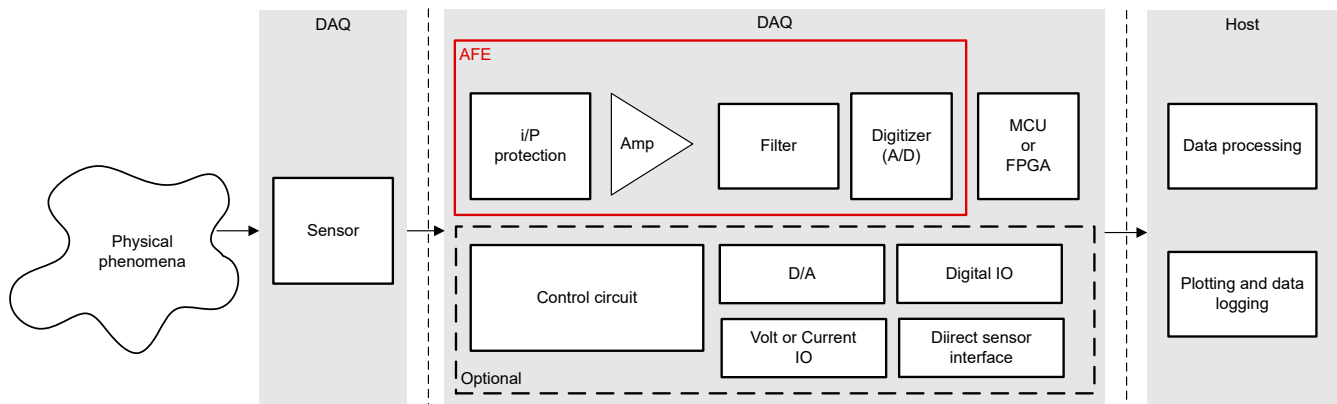 DAQ
DAQ
Host
AFE
i/P
protection
Amp
Filter
Digitizer
(A/D)
MCU
or
FPGA
Data processing
Physical
phenomena
Sensor
Control circuit
D/A
Digital IO
Volt or Current
IO
Diirect sensor
interface
Plotting and data
logging
Optional